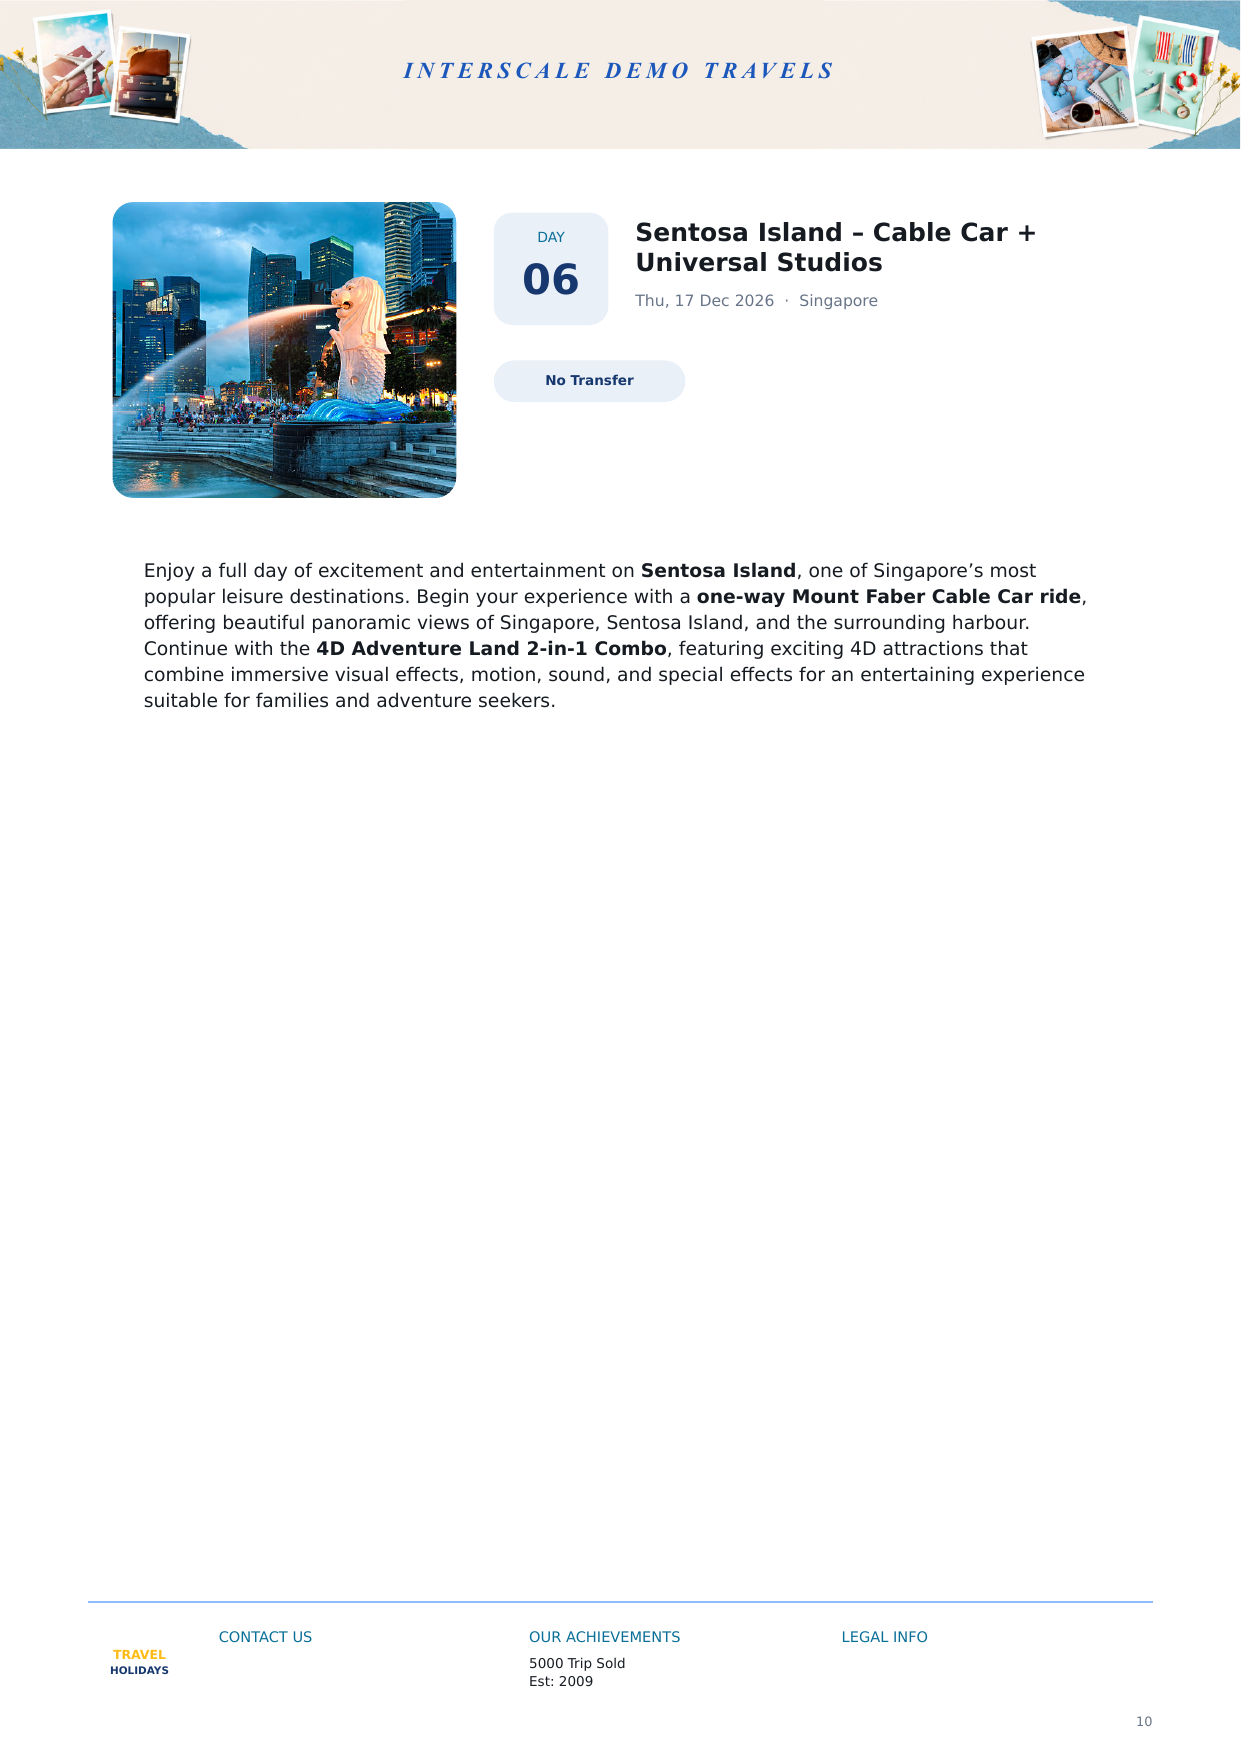 INTERSCALE DEMO TRAVELS
DAY
06
Sentosa Island – Cable Car +
Universal Studios
Thu, 17 Dec 2026 · Singapore
No Transfer
Enjoy a full day of excitement and entertainment on Sentosa Island, one of Singapore’s most
popular leisure destinations. Begin your experience with a one-way Mount Faber Cable Car ride,
offering beautiful panoramic views of Singapore, Sentosa Island, and the surrounding harbour.
Continue with the 4D Adventure Land 2-in-1 Combo, featuring exciting 4D attractions that
combine immersive visual effects, motion, sound, and special effects for an entertaining experience
suitable for families and adventure seekers.
TRAVEL
HOLIDAYS
CONTACT US
OUR ACHIEVEMENTS
5000 Trip Sold
Est: 2009
LEGAL INFO
10